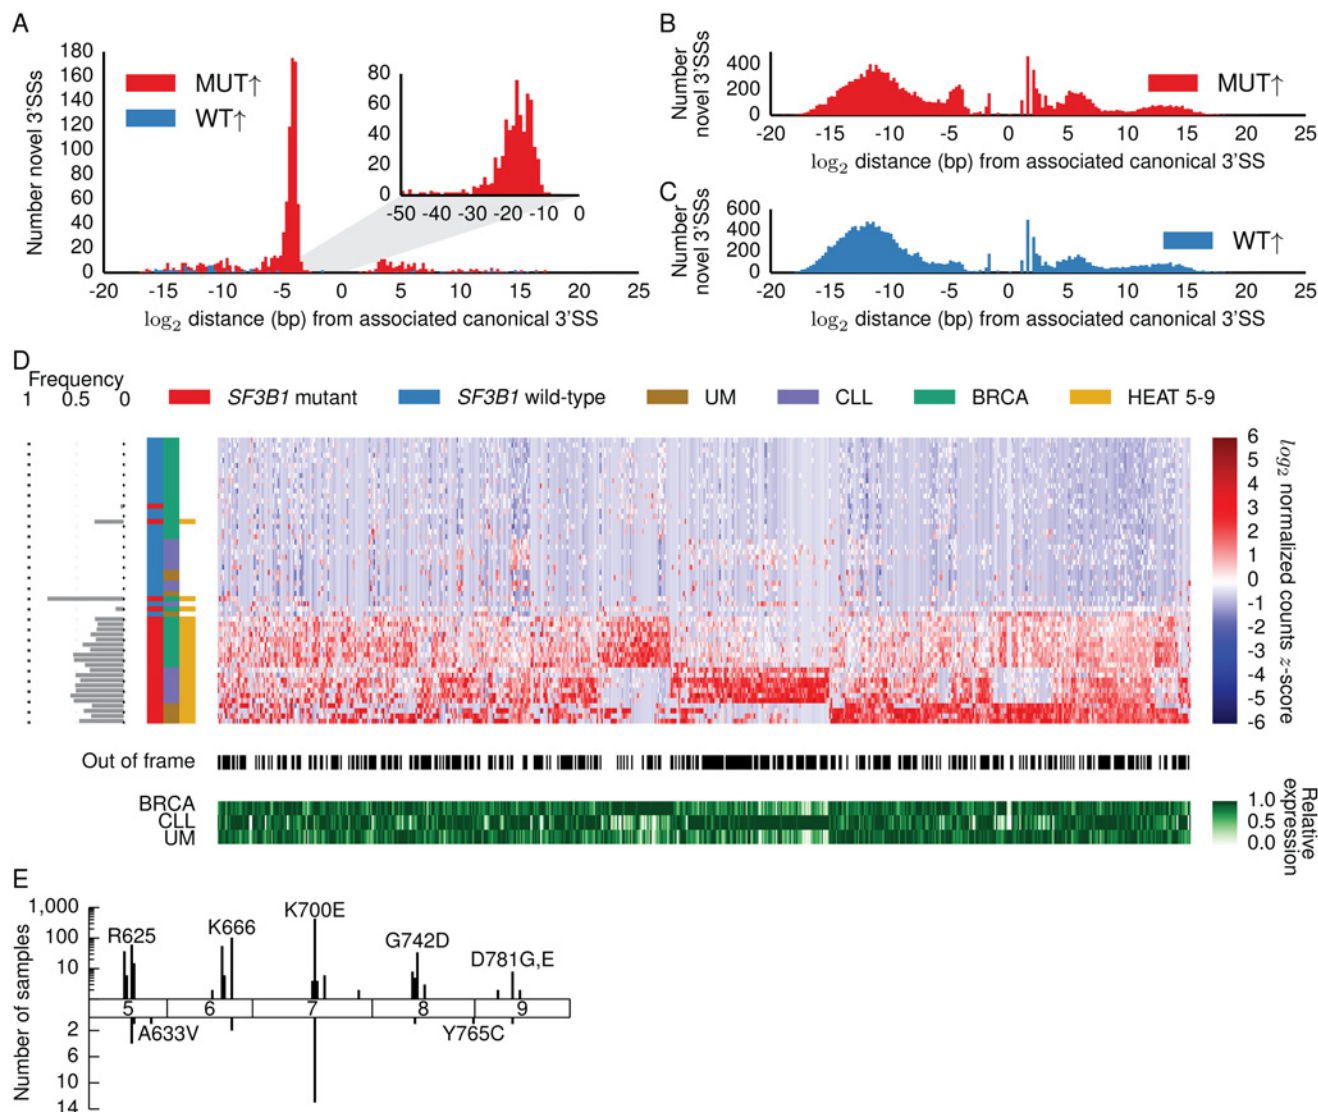 A
180
160
140
120
100
80
60
40
20
0
Number novel 3'SSs
MUT↑
WT↑
80
60
40
20
0
-50 -40 -30 -20 -10 0
-20 -15 -10 -5 0 5 10 15 20 25
log₂ distance (bp) from associated canonical 3'SS
B
Number
novel 3'SSs
400
200
0
MUT↑
-20 -15 -10 -5 0 5 10 15 20 25
log₂ distance (bp) from associated canonical 3'SS
C
Number
novel 3'SSs
600
400
200
0
WT↑
-20 -15 -10 -5 0 5 10 15 20 25
log₂ distance (bp) from associated canonical 3'SS
D
Frequency
1 0.5 0
SF3B1 mutant
SF3B1 wild-type
UM
CLL
BRCA
HEAT 5-9
6
5
4
3
2
1
0
-1
-2
-3
-4
-5
-6
log₂ normalized counts z-score
Out of frame
BRCA
CLL
UM
1.0
0.5
0.0
Relative
expression
E
Number of samples
1,000
100
10
R625
K666
K700E
G742D
D781G,E
5 6 7 8 9
A633V
Y765C
Number of samples
2
6
10
14